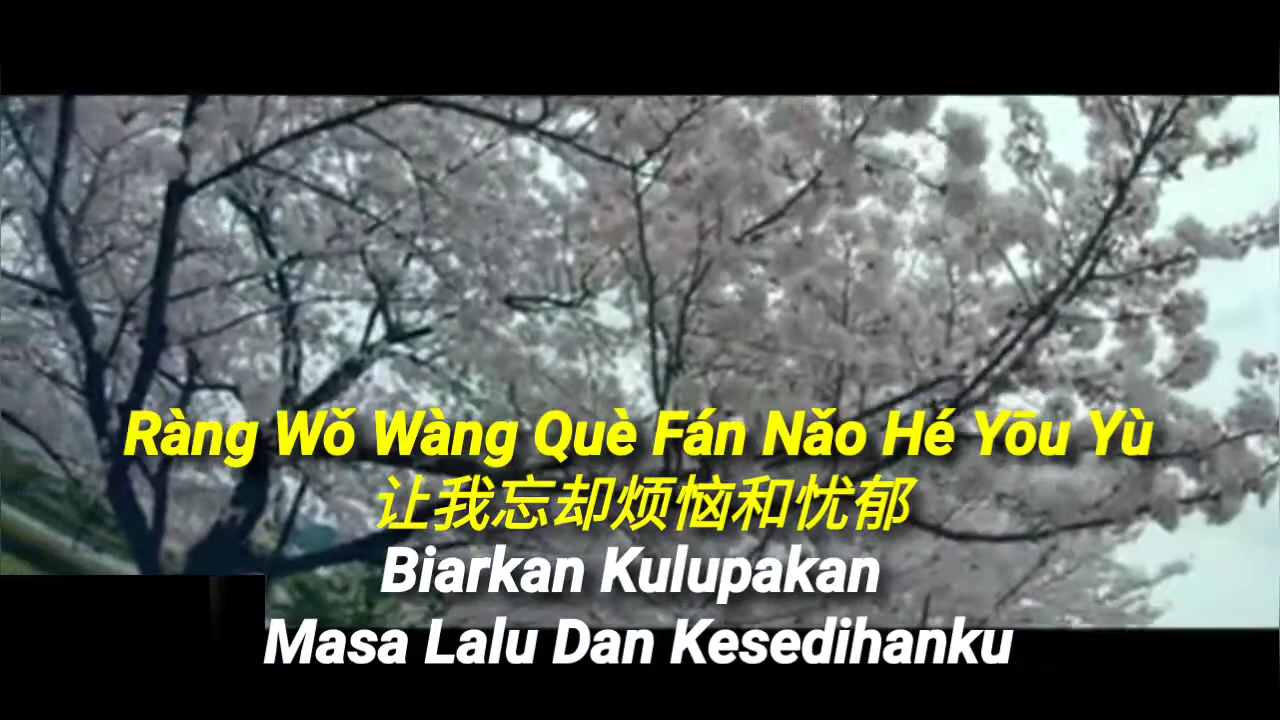 Ràng Wǒ Wàng Què Fán Nǎo Hé Yōu Yù
让我忘却烦恼和忧郁
Biarkan Kulupakan
Masa Lalu Dan Kesedihanku